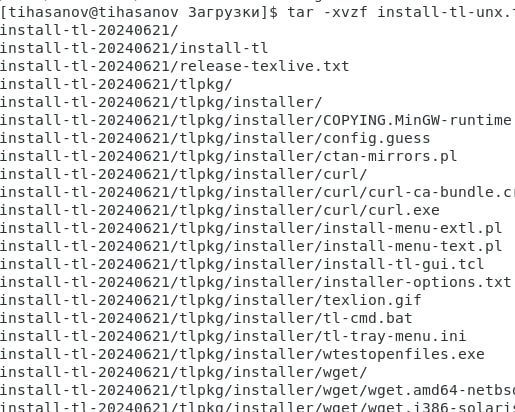 [tihasanov@tihasanov Загрузки]$ tar -xvzf install-tl-unx.
install-tl-20240621/
install-tl-20240621/install-tl
install-tl-20240621/release-texlive.txt
install-tl-20240621/tlpkg/
install-tl-20240621/tlpkg/installer/
install-tl-20240621/tlpkg/installer/COPYING.MinGW-runtime
install-tl-20240621/tlpkg/installer/config.guess
install-tl-20240621/tlpkg/installer/ctan-mirrors.pl
install-tl-20240621/tlpkg/installer/curl/
install-tl-20240621/tlpkg/installer/curl/curl-ca-bundle.c
install-tl-20240621/tlpkg/installer/curl/curl.exe
install-tl-20240621/tlpkg/installer/install-menu-extl.pl
install-tl-20240621/tlpkg/installer/install-menu-text.pl
install-tl-20240621/tlpkg/installer/install-tl-gui.tcl
install-tl-20240621/tlpkg/installer/installer-options.txt
install-tl-20240621/tlpkg/installer/texlion.gif
install-tl-20240621/tlpkg/installer/tl-cmd.bat
install-tl-20240621/tlpkg/installer/tl-tray-menu.ini
install-tl-20240621/tlpkg/installer/wtestopenfiles.exe
install-tl-20240621/tlpkg/installer/wget/
install-tl-20240621/tlpkg/installer/wget/wget.amd64-netbs
install-tl-20240621/tlpkg/installer/wget/wget.i386-solari